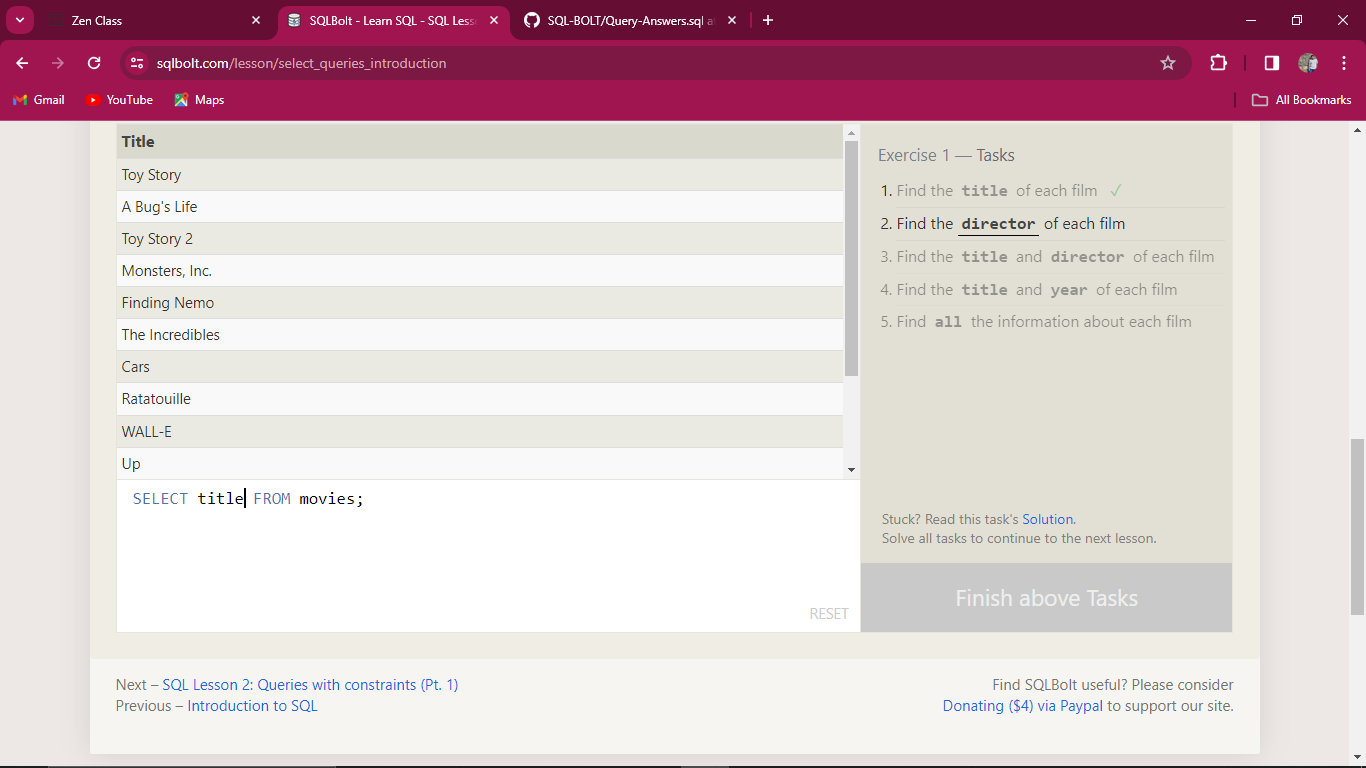 Zen Class
SQLBolt - Learn SQL - SQL Less
SQL-BOLT/Query-Answers.sql a
sqlbolt.com/lesson/select_queries_introduction
Gmail
YouTube
Maps
All Bookmarks
Title
Toy Story
A Bug's Life
Toy Story 2
Monsters, Inc.
Finding Nemo
The Incredibles
Cars
Ratatouille
WALL-E
Up
SELECT title FROM movies;
RESET
Exercise 1 — Tasks
1. Find the title of each film ✓
2. Find the director of each film
3. Find the title and director of each film
4. Find the title and year of each film
5. Find all the information about each film
Stuck? Read this task's Solution.
Solve all tasks to continue to the next lesson.
Finish above Tasks
Next – SQL Lesson 2: Queries with constraints (Pt. 1)
Previous – Introduction to SQL
Find SQLBolt useful? Please consider
Donating ($4) via Paypal to support our site.